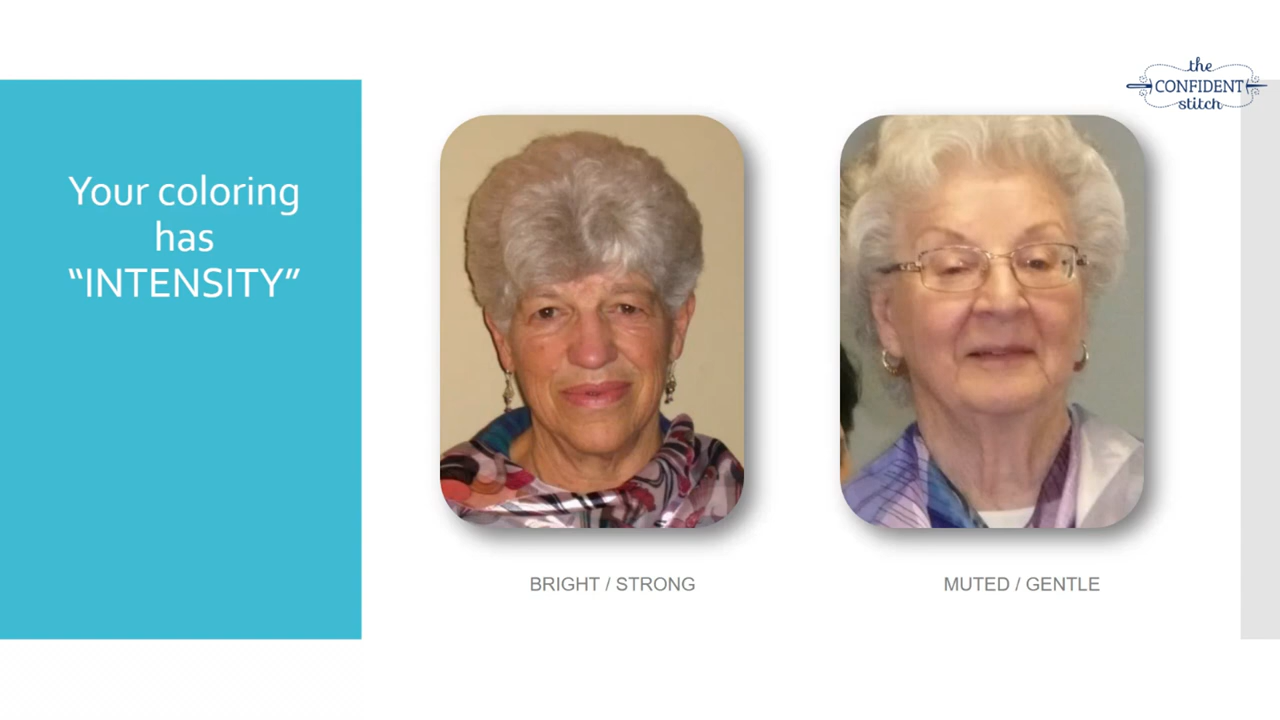 the
CONFIDENT
stitch
Your coloring
has
“INTENSITY”
BRIGHT / STRONG
MUTED / GENTLE